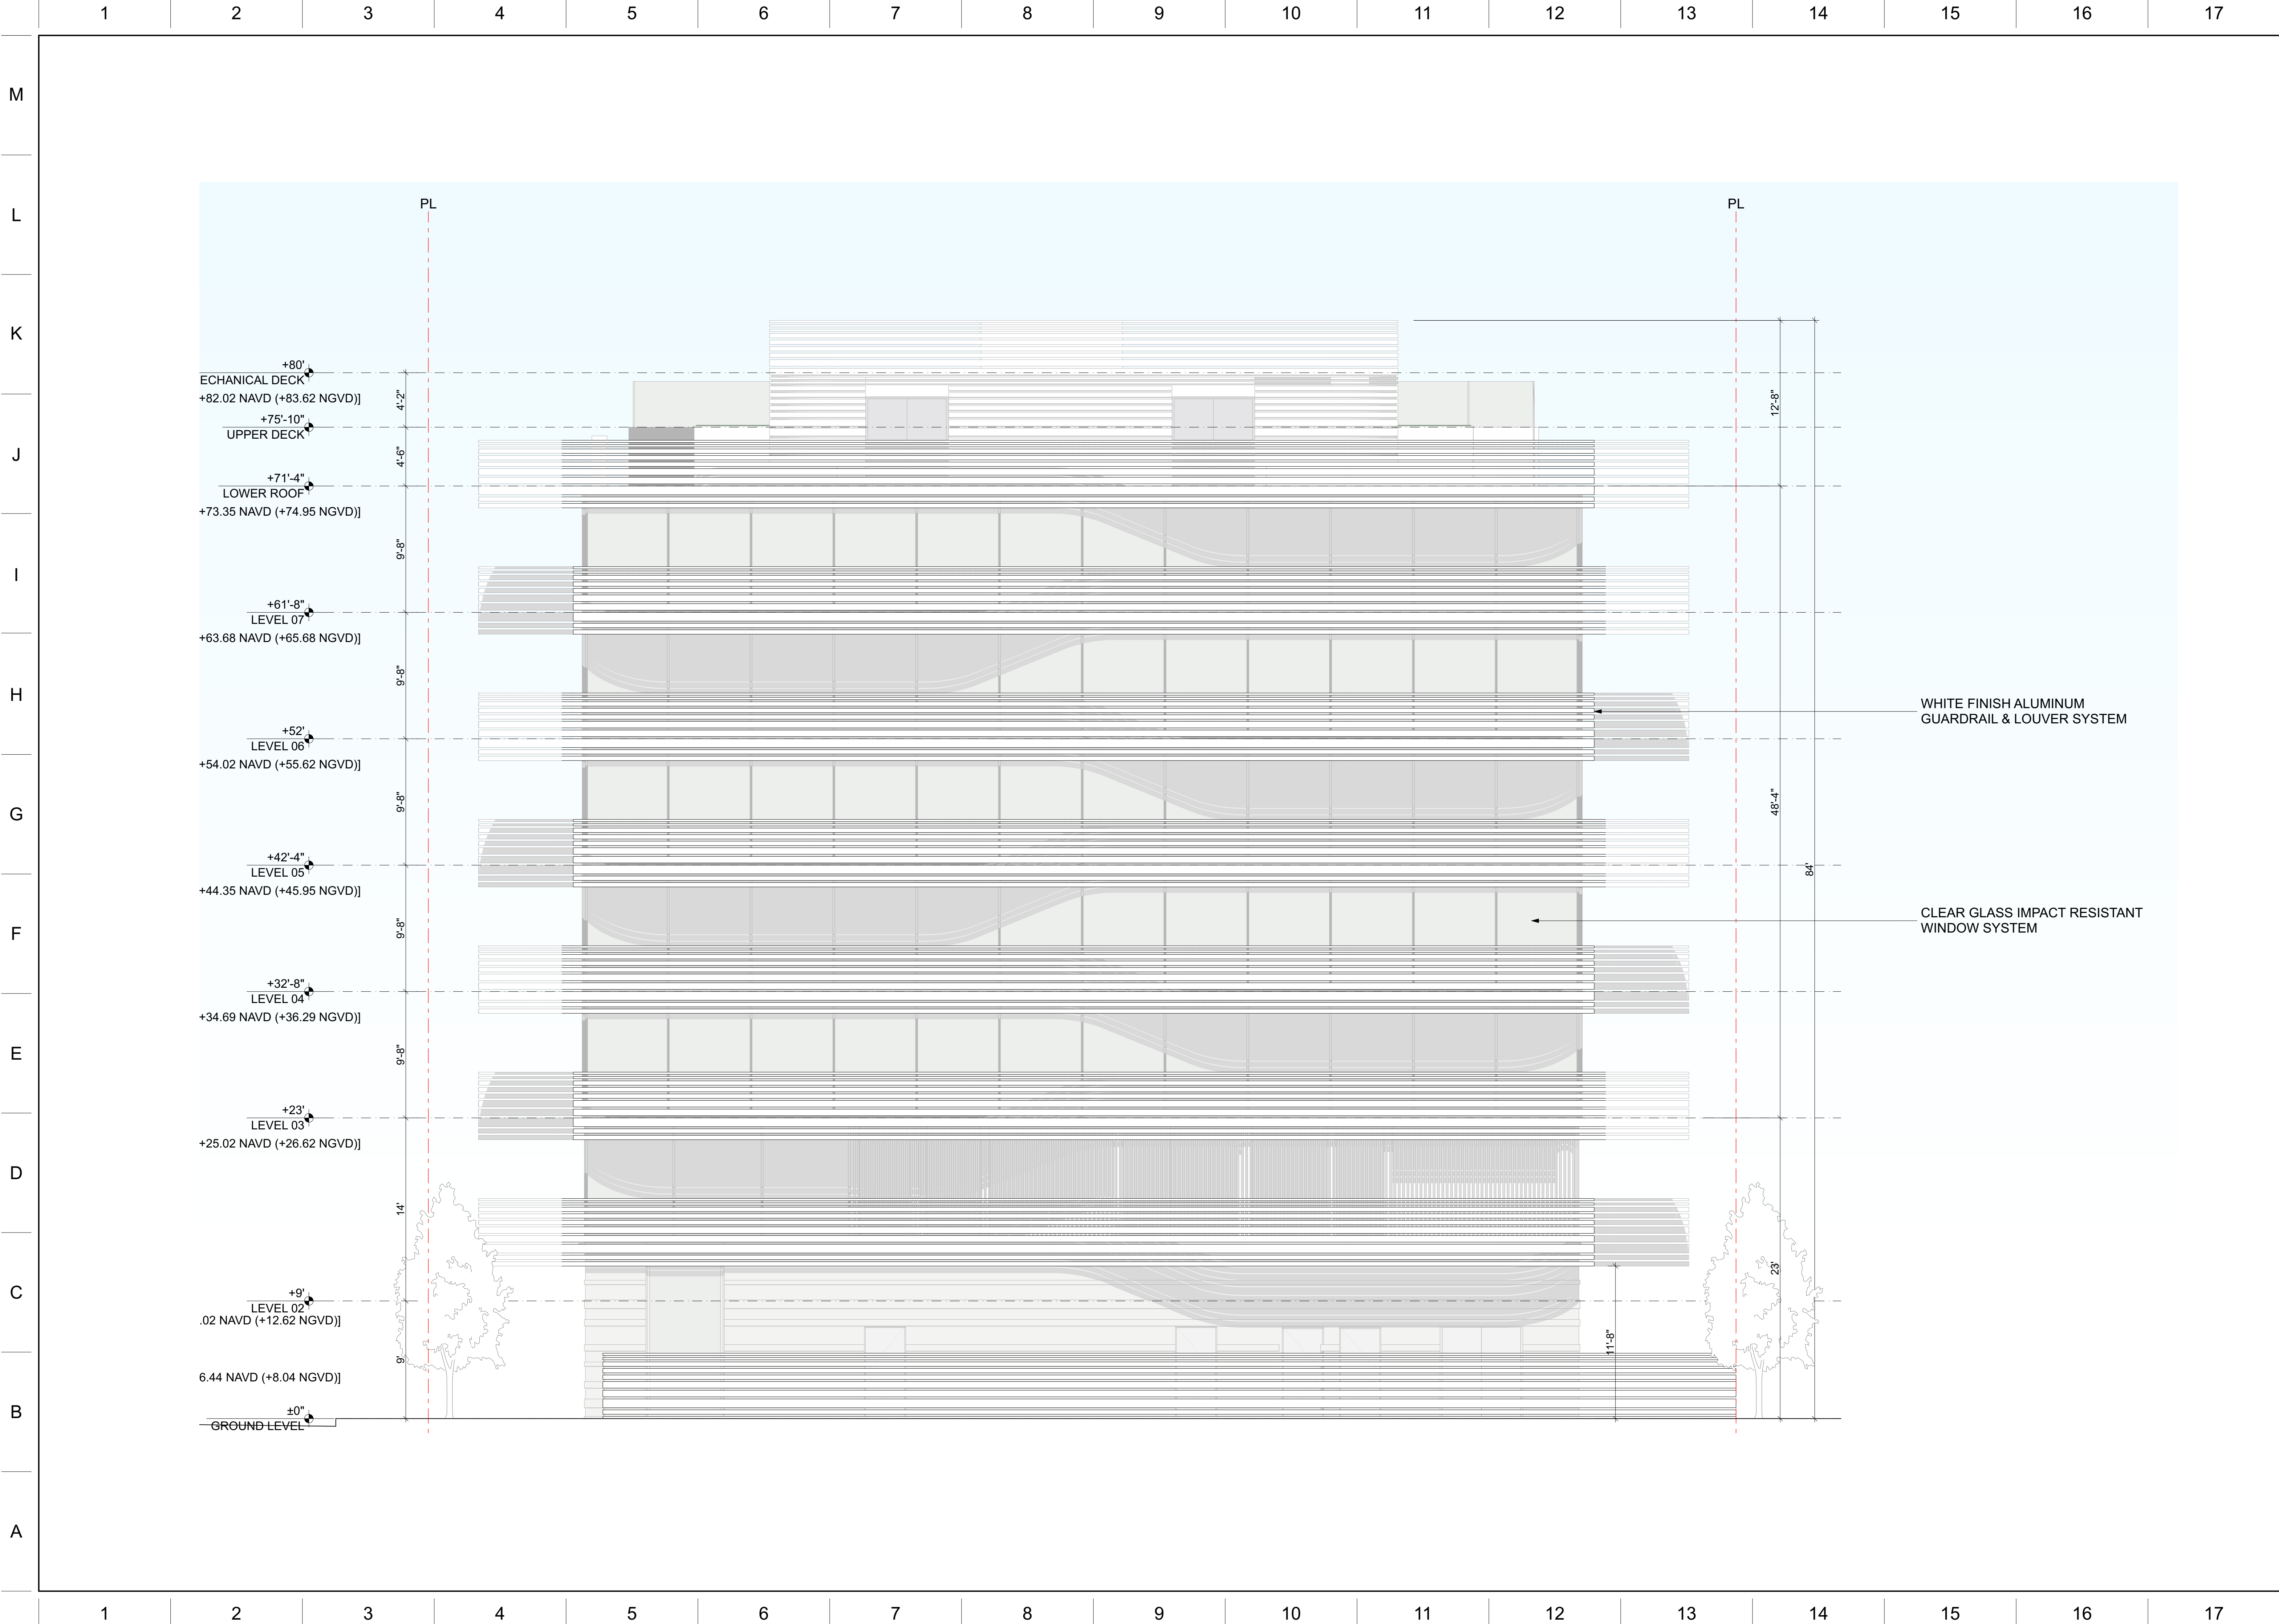 1 2 3 4 5 6 7 8 9 10 11 12 13 14 15 16 17
M
L
K
J
I
H
G
F
E
D
C
B
A
PL
PL
+80'
ECHANICAL DECK
+82.02 NAVD (+83.62 NGVD)]
4'-2"
+75'-10"
UPPER DECK
4'-6"
+71'-4"
LOWER ROOF
+73.35 NAVD (+74.95 NGVD)]
9'-8"
+61'-8"
LEVEL 07
+63.68 NAVD (+65.68 NGVD)]
9'-8"
+52'
LEVEL 06
+54.02 NAVD (+55.62 NGVD)]
9'-8"
+42'-4"
LEVEL 05
+44.35 NAVD (+45.95 NGVD)]
9'-8"
+32'-8"
LEVEL 04
+34.69 NAVD (+36.29 NGVD)]
9'-8"
+23'
LEVEL 03
+25.02 NAVD (+26.62 NGVD)]
14'
+9'
LEVEL 02
.02 NAVD (+12.62 NGVD)]
9'
6.44 NAVD (+8.04 NGVD)]
±0"
GROUND LEVEL
12'-8"
48'-4"
84'
23'
11'-8"
WHITE FINISH ALUMINUM
GUARDRAIL & LOUVER SYSTEM
CLEAR GLASS IMPACT RESISTANT
WINDOW SYSTEM
1 2 3 4 5 6 7 8 9 10 11 12 13 14 15 16 17